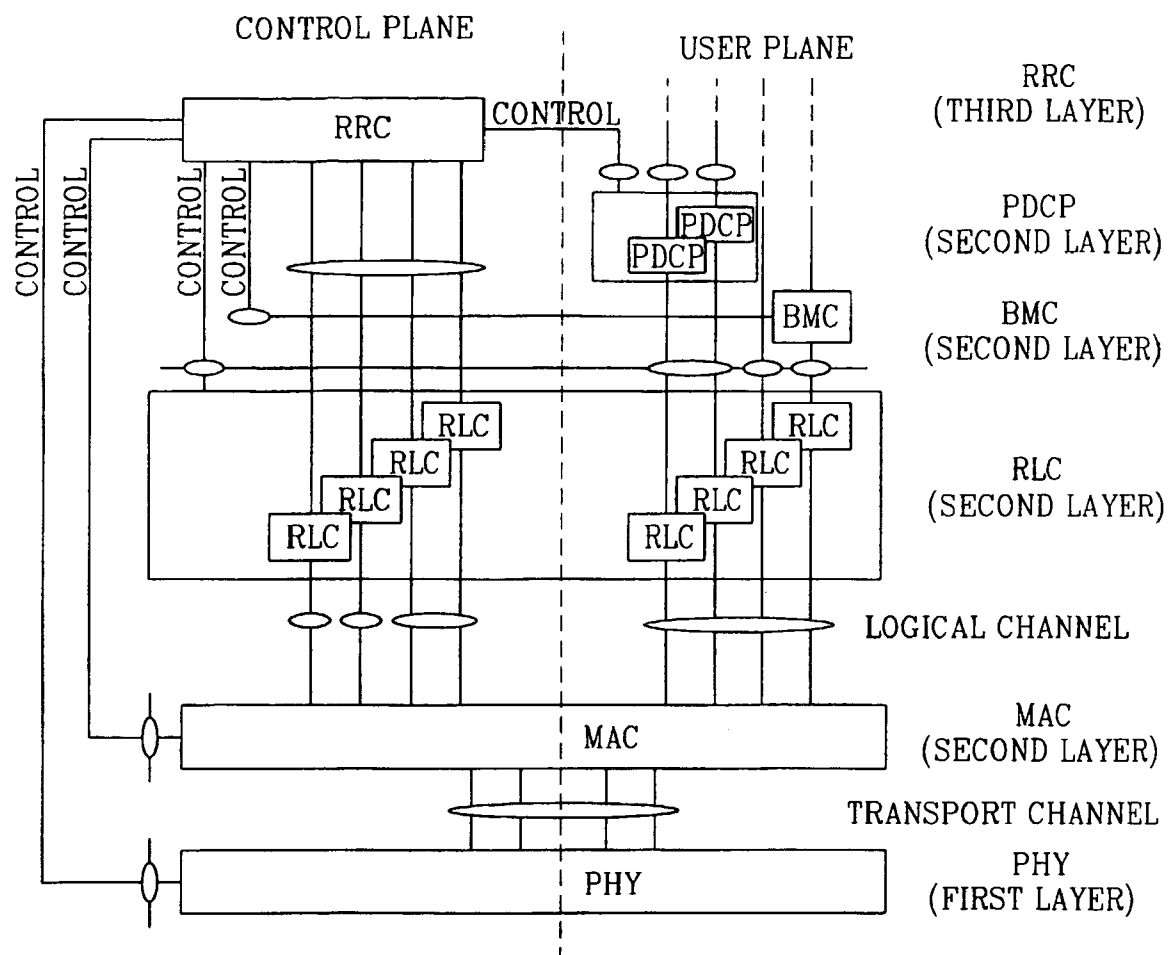 CONTROL PLANE
USER PLANE
RRC
(THIRD LAYER)
RRC
CONTROL
CONTROL
CONTROL
CONTROL
CONTROL
PDCP
PDCP
PDCP
(SECOND LAYER)
BMC
BMC
(SECOND LAYER)
RLC
RLC
RLC
RLC
RLC
RLC
RLC
RLC
RLC
(SECOND LAYER)
LOGICAL CHANNEL
MAC
MAC
(SECOND LAYER)
TRANSPORT CHANNEL
PHY
PHY
(FIRST LAYER)